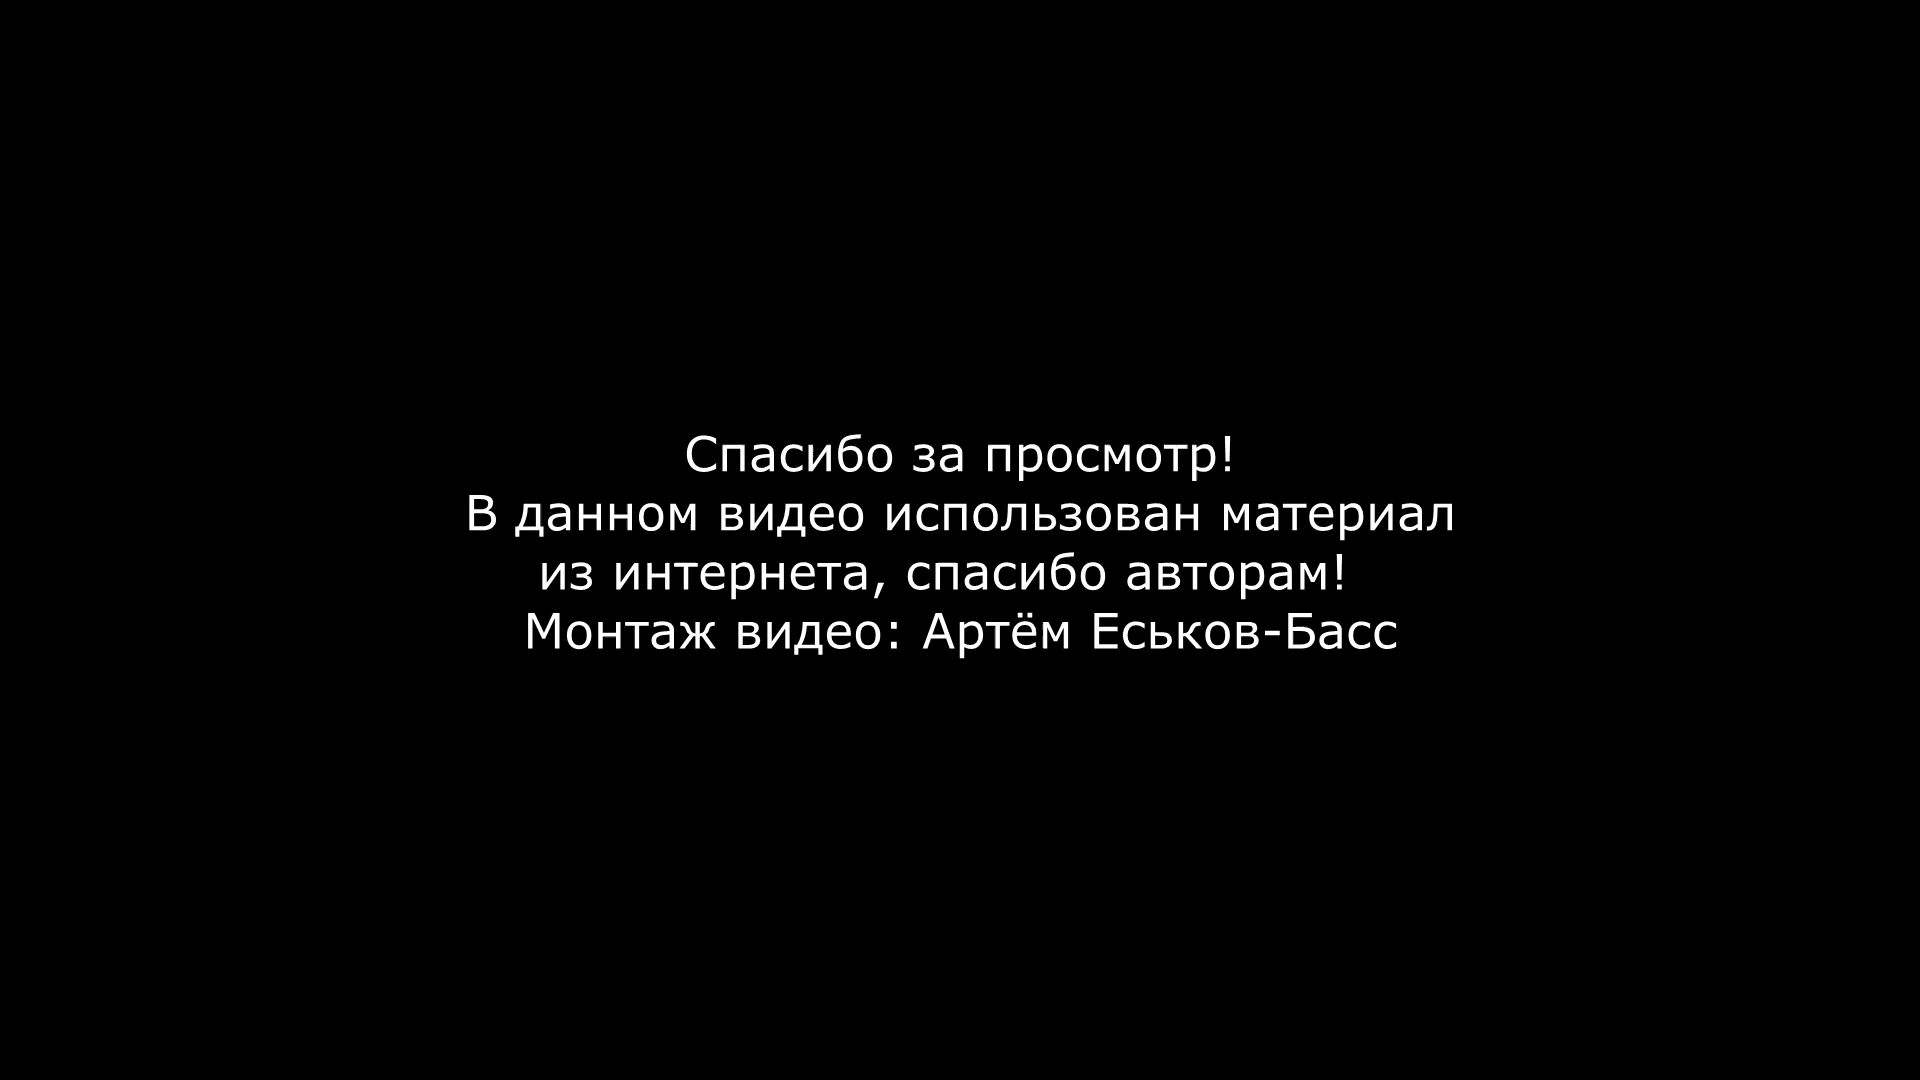 Спасибо за просмотр!
В данном видео использован материал
из интернета, спасибо авторам!
Монтаж видео: Артём Еськов-Басс